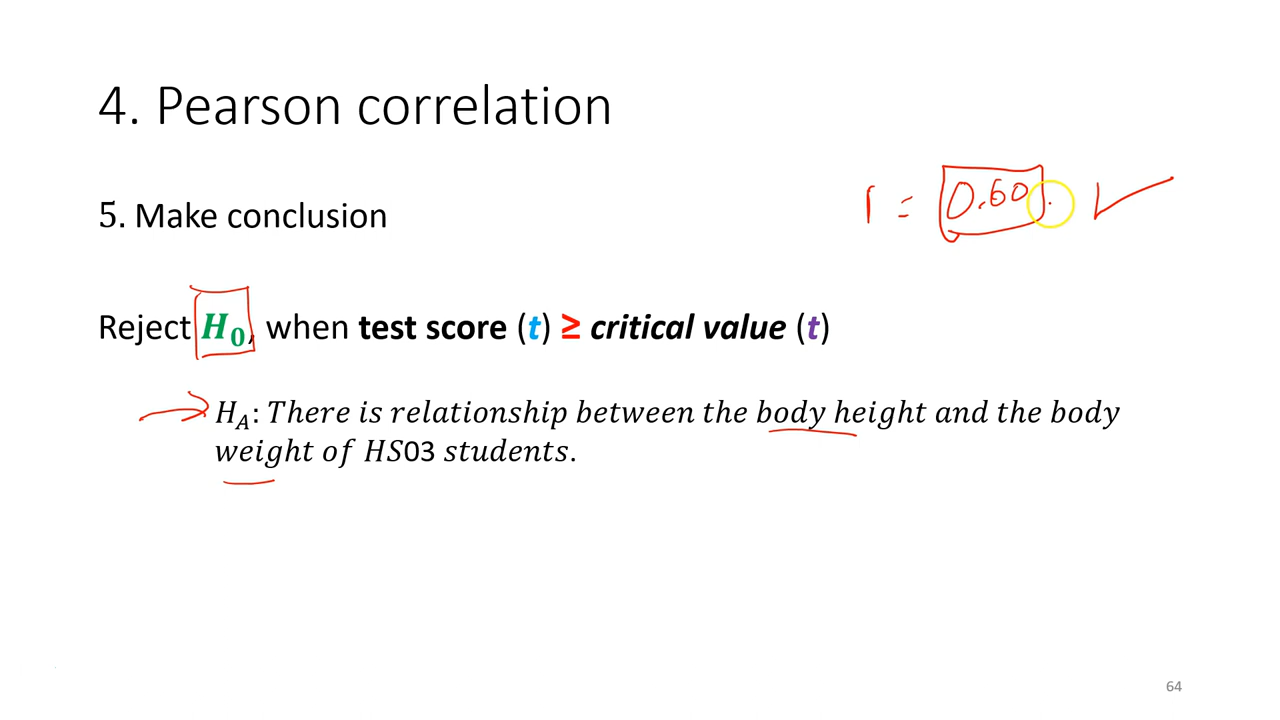 4. Pearson correlation
r = 0.60.
5. Make conclusion
Reject H₀, when test score (t) ≥ critical value (t)
H_A: There is relationship between the body height and the body
weight of HS03 students.
64